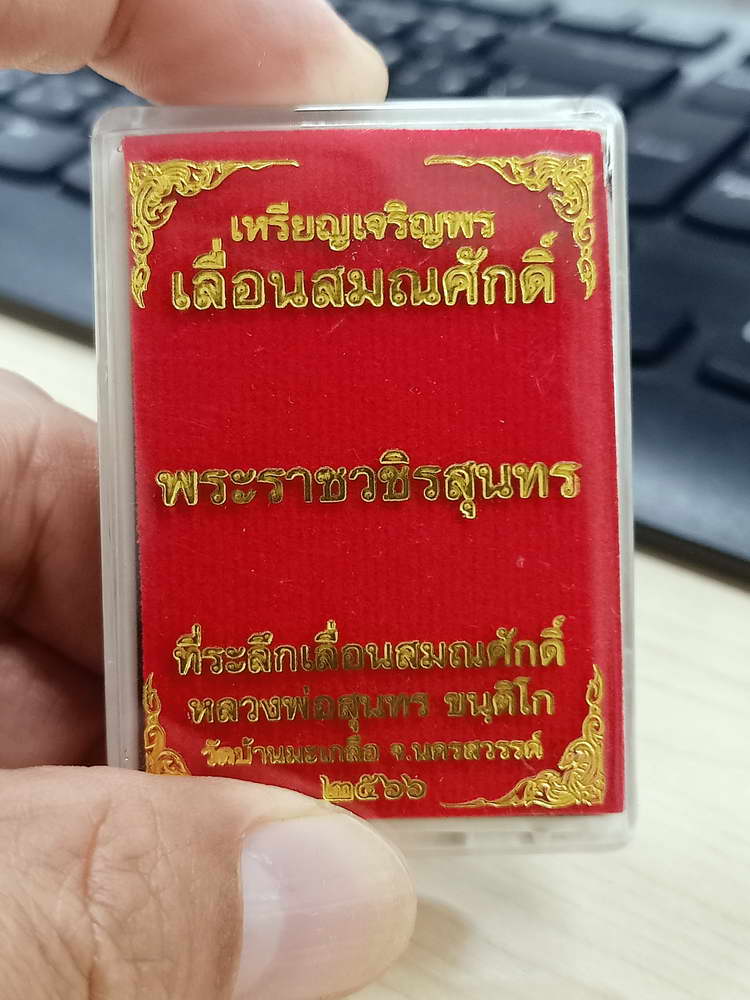 เหรียญเจริญพร
เลื่อนสมณศักดิ์
พระราชวชิรสุนทร
ที่ระลึกเลื่อนสมณศักดิ์
หลวงพ่อสุนทร ขนฺติโก
วัดบ้านมะเกลือ จ.นครสวรรค์
๒๕๖๖